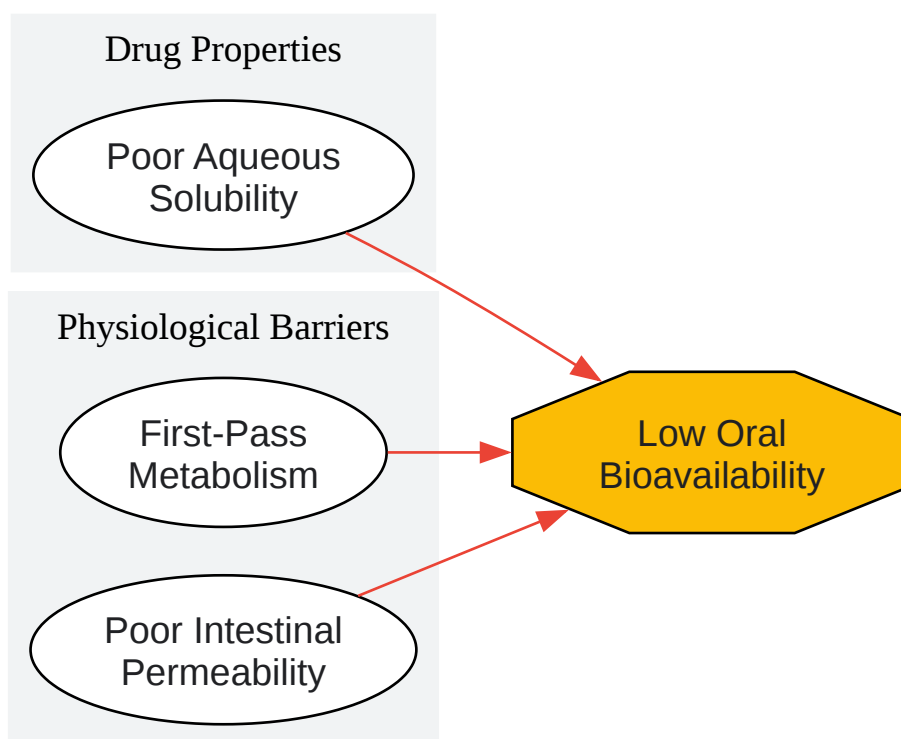 Drug Properties
Poor Aqueous
Solubility
Physiological Barriers
First-Pass
Metabolism
Low Oral
Bioavailability
Poor Intestinal
Permeability